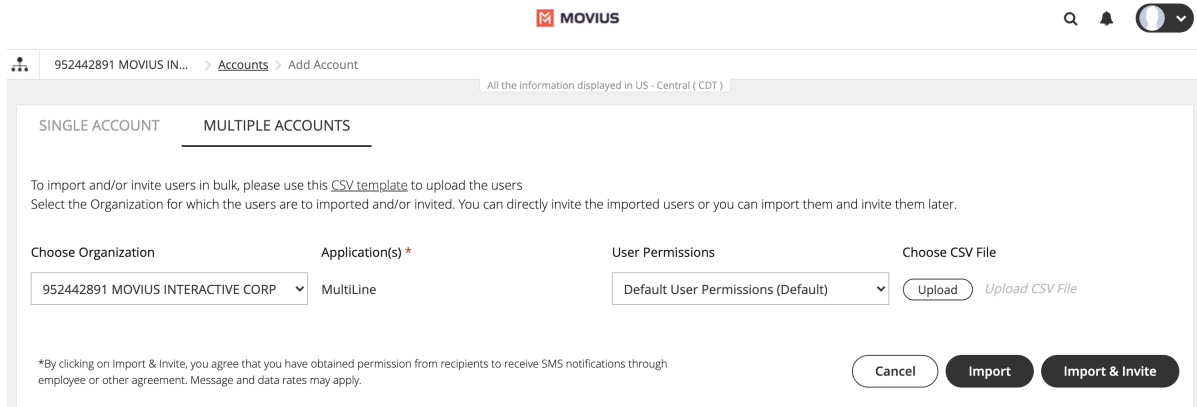 MOVIUS
952442891 MOVIUS IN... > Accounts > Add Account
All the information displayed in US - Central ( CDT )
SINGLE ACCOUNT MULTIPLE ACCOUNTS
To import and/or invite users in bulk, please use this CSV template to upload the users
Select the Organization for which the users are to imported and/or invited. You can directly invite the imported users or you can import them and invite them later.
Choose Organization Application(s) * User Permissions Choose CSV File
952442891 MOVIUS INTERACTIVE CORP MultiLine Default User Permissions (Default) Upload Upload CSV File
*By clicking on Import & Invite, you agree that you have obtained permission from recipients to receive SMS notifications through
employee or other agreement. Message and data rates may apply.
Cancel Import Import & Invite